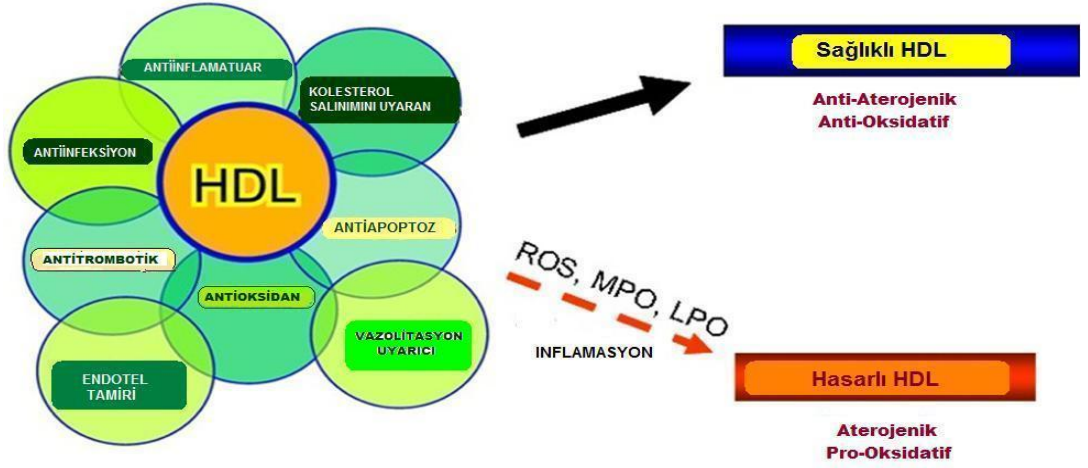 ANTİİNFLAMATUAR
KOLESTEROL
SALINIMINI UYARAN
ANTİİNFEKSİYON
HDL
ANTİAPOPTOZ
ANTİTROMBOTİK
ANTİOKSİDAN
VAZOLİTASYON
UYARICI
ENDOTEL
TAMİRİ
Sağlıklı HDL
Anti-Aterojenik
Anti-Oksidatif
ROS, MPO, LPO
INFLAMASYON
Hasarlı HDL
Aterojenik
Pro-Oksidatif